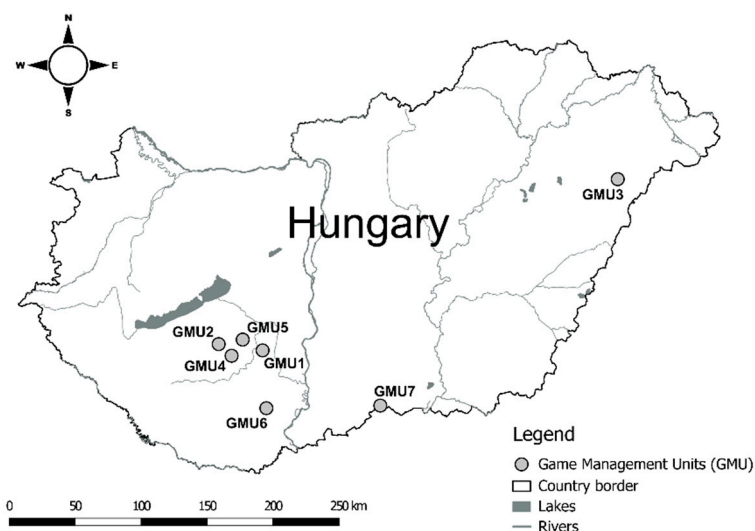 N
W E
S
GMU3
Hungary
GMU2 GMU5
GMU4 GMU1
GMU6
GMU7
Legend
Game Management Units (GMU)
Country border
Lakes
Rivers
0 50 100 150 200 250 km